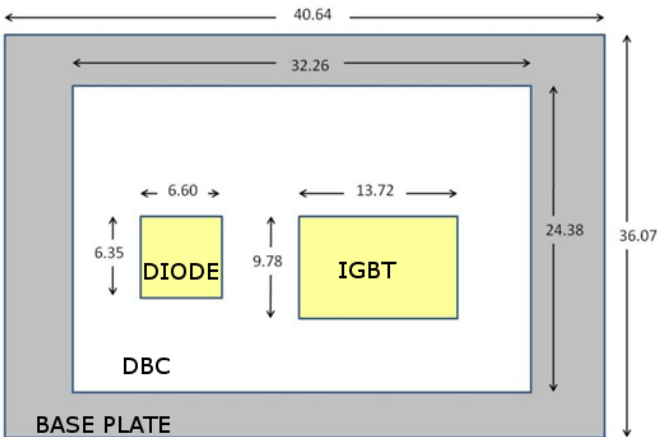 40.64
32.26
6.60
13.72
6.35
9.78
24.38
36.07
DIODE
IGBT
DBC
BASE PLATE